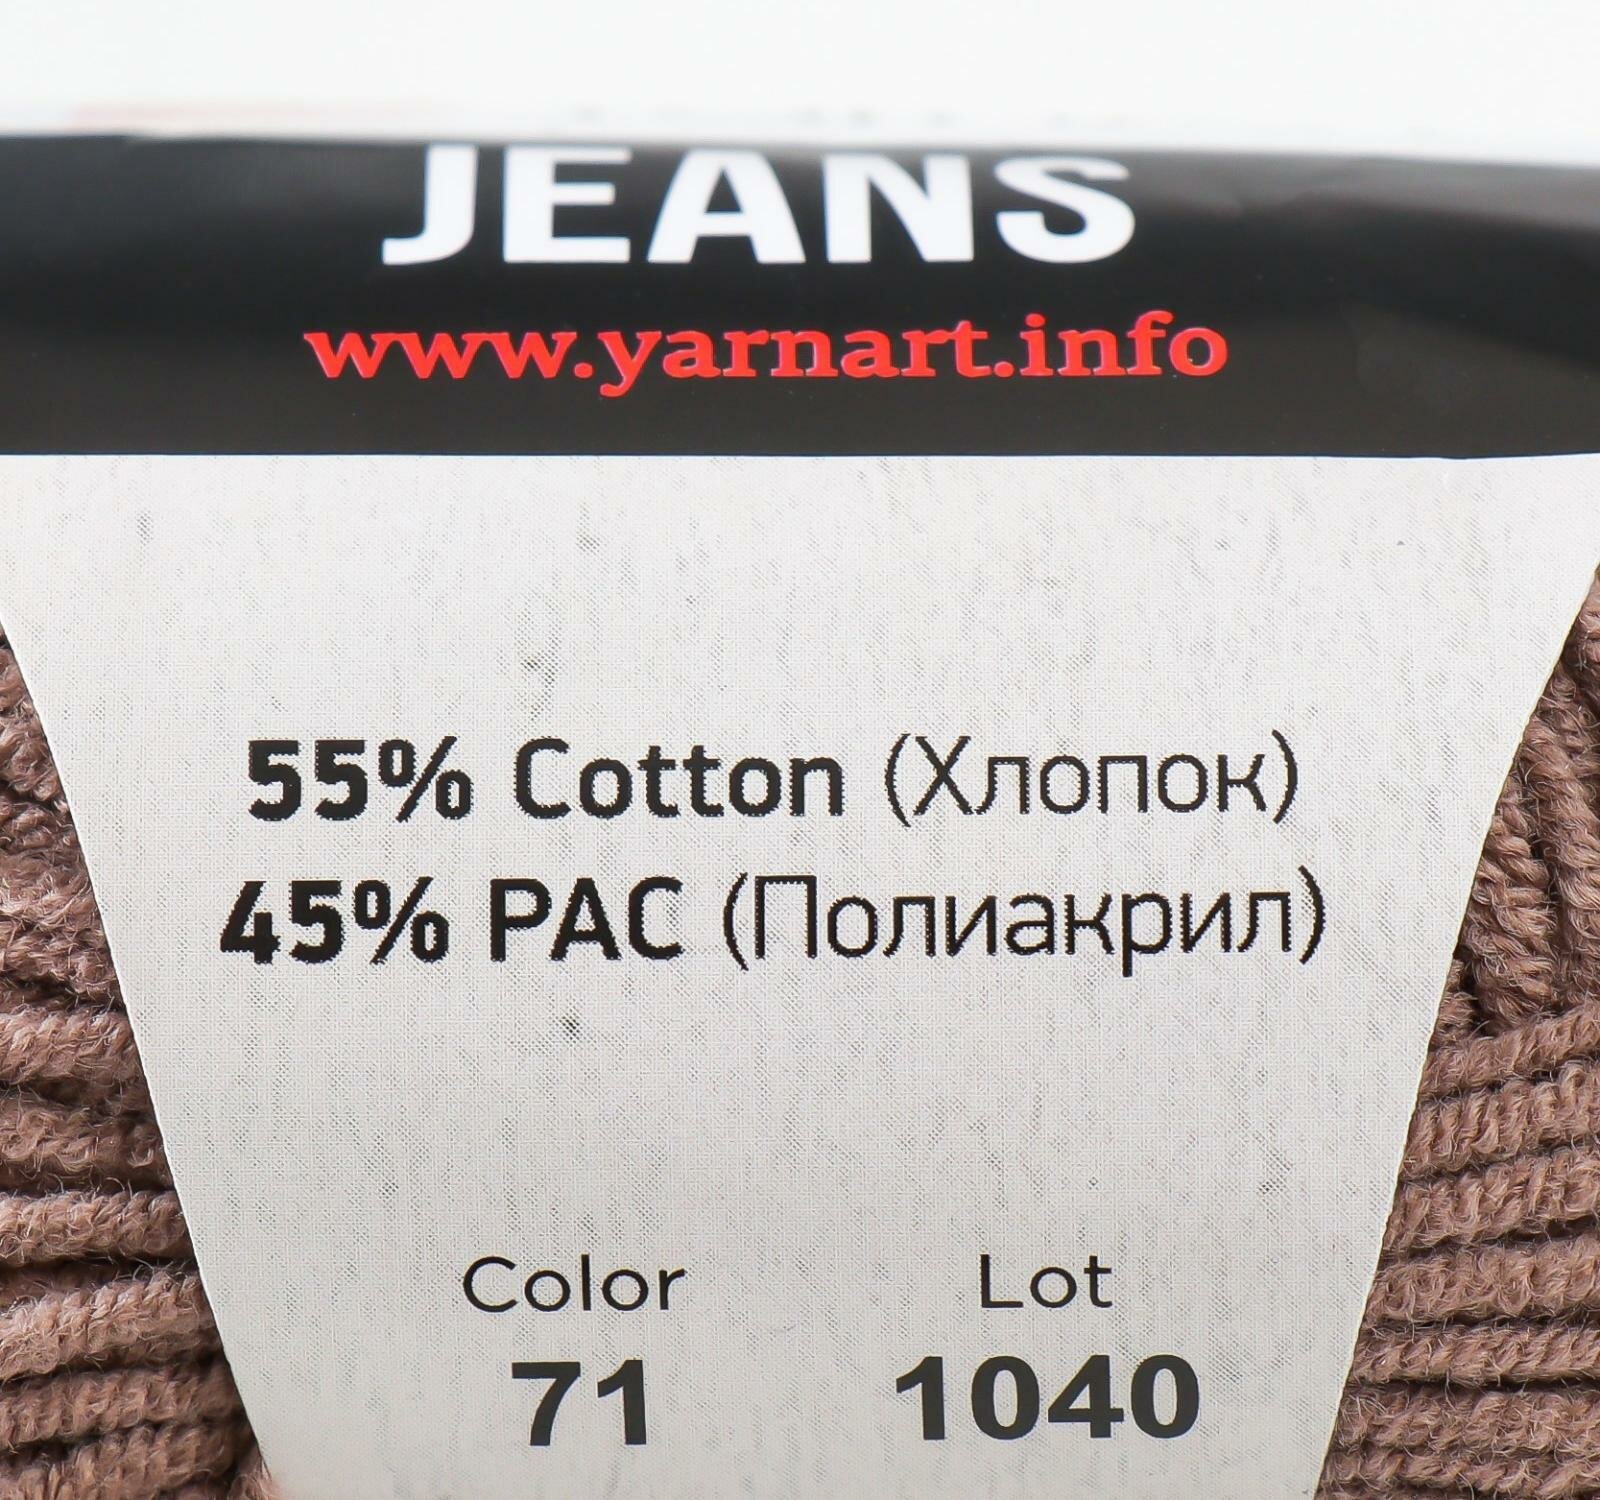 JEANS
www.yarnart.info
55% Cotton (Хлопок)
45% PAC (Полиакрил)
Color Lot
71 1040